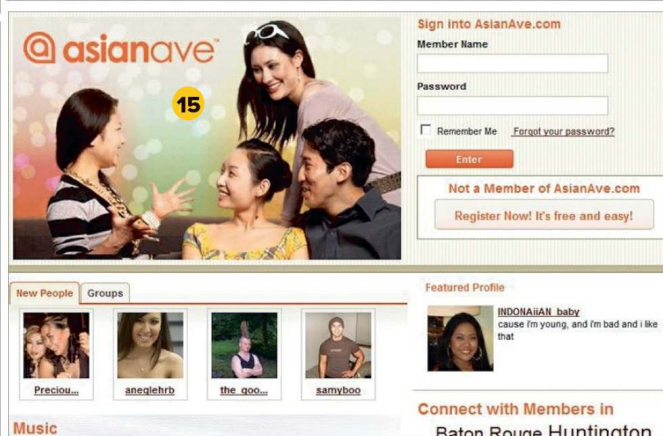 asianave
15
Sign into AsianAve.com
Member Name
Password
Remember Me Forgot your password?
Enter
Not a Member of AsianAve.com
Register Now! It's free and easy!
New People Groups
Preciou... aneglehrb the_goo... samyboo
Featured Profile
INDONAiiAN_baby
cause i'm young, and i'm bad and i like
that
Music
Connect with Members in
Baton Rouge Huntington